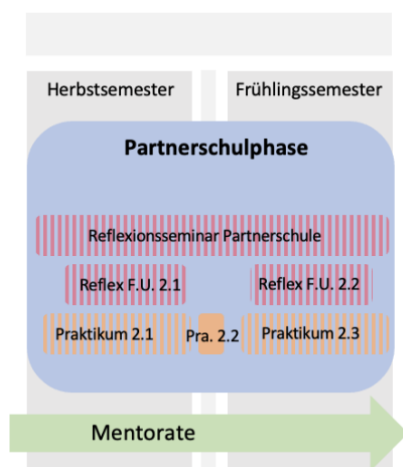 Herbstsemester
Frühlingssemester
Partnerschulphase
Reflexionsseminar Partnerschule
Reflex F.U. 2.1
Reflex F.U. 2.2
Praktikum 2.1
Pra. 2.2
Praktikum 2.3
Mentorate